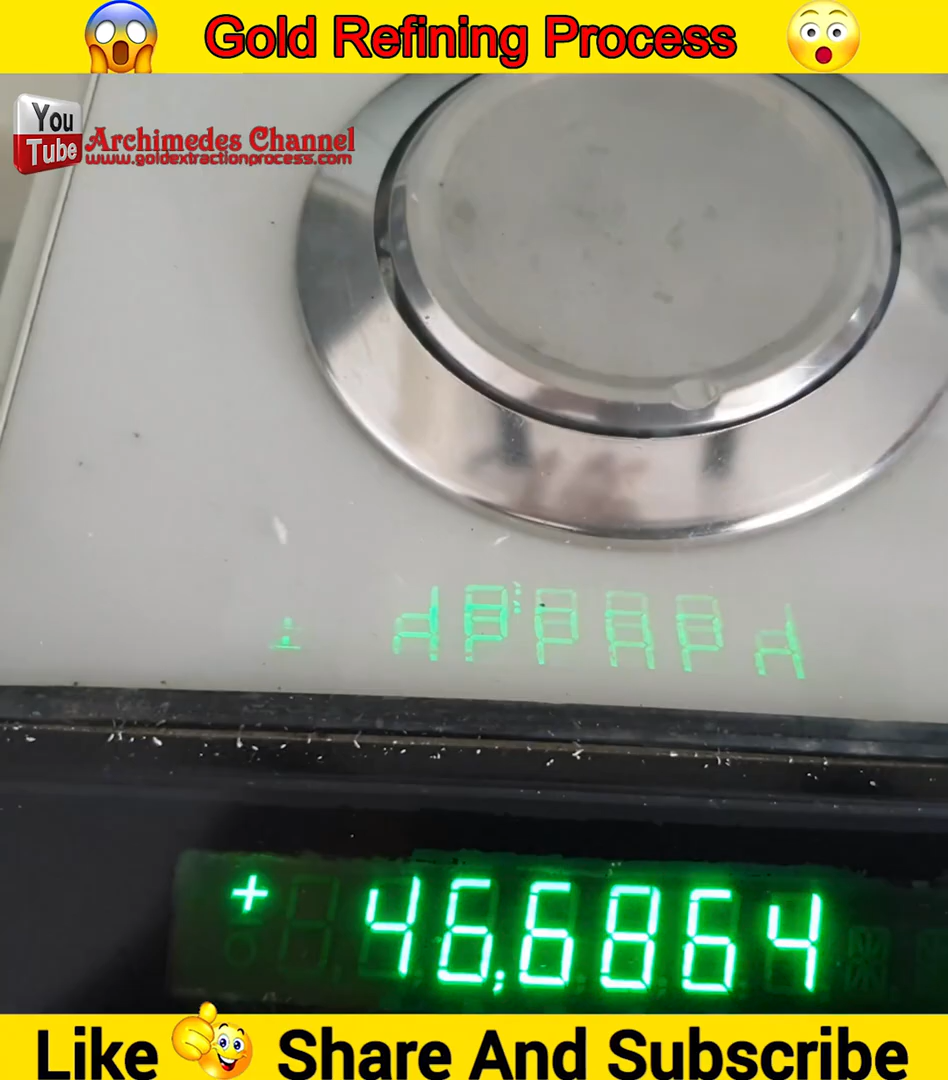 Gold Refining Process
You
Tube
Archimedes Channel
www.goldextractionprocess.com
+ 46,6864
Like Share And Subscribe